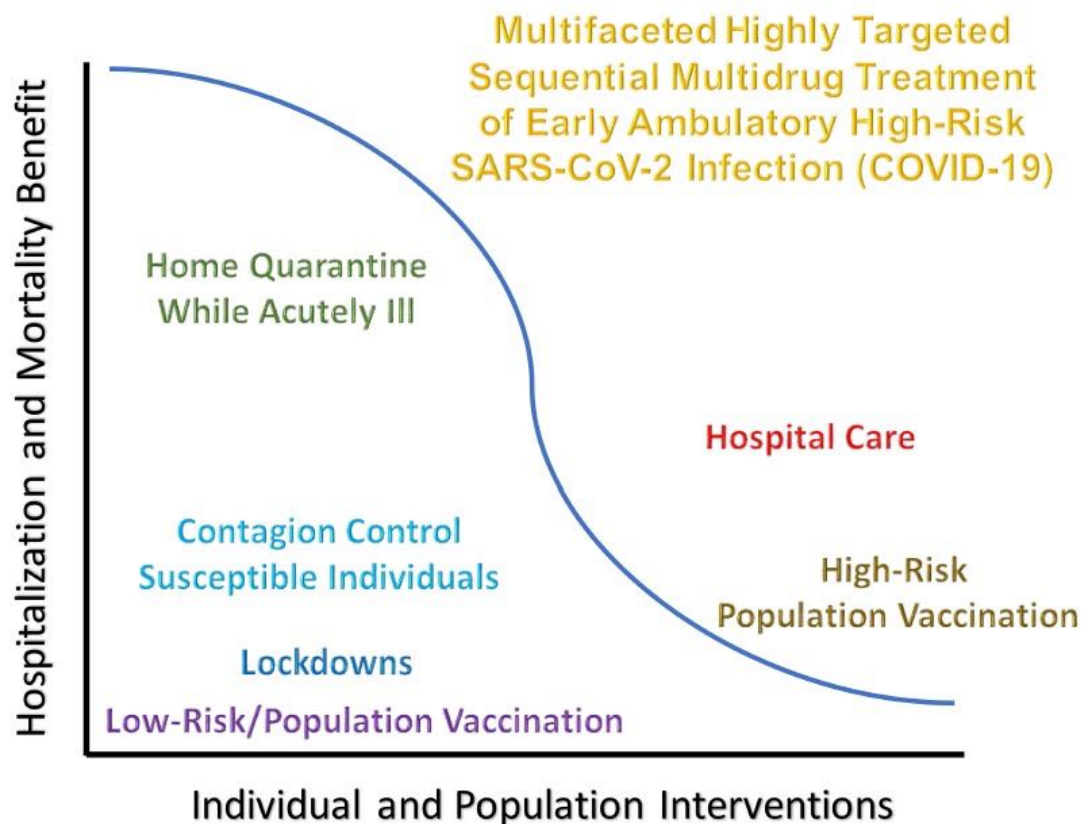 Multifaceted Highly Targeted
Sequential Multidrug Treatment
of Early Ambulatory High-Risk
SARS-CoV-2 Infection (COVID-19)
Hospitalization and Mortality Benefit
Home Quarantine
While Acutely Ill
Hospital Care
Contagion Control
Susceptible Individuals
High-Risk
Population Vaccination
Lockdowns
Low-Risk/Population Vaccination
Individual and Population Interventions